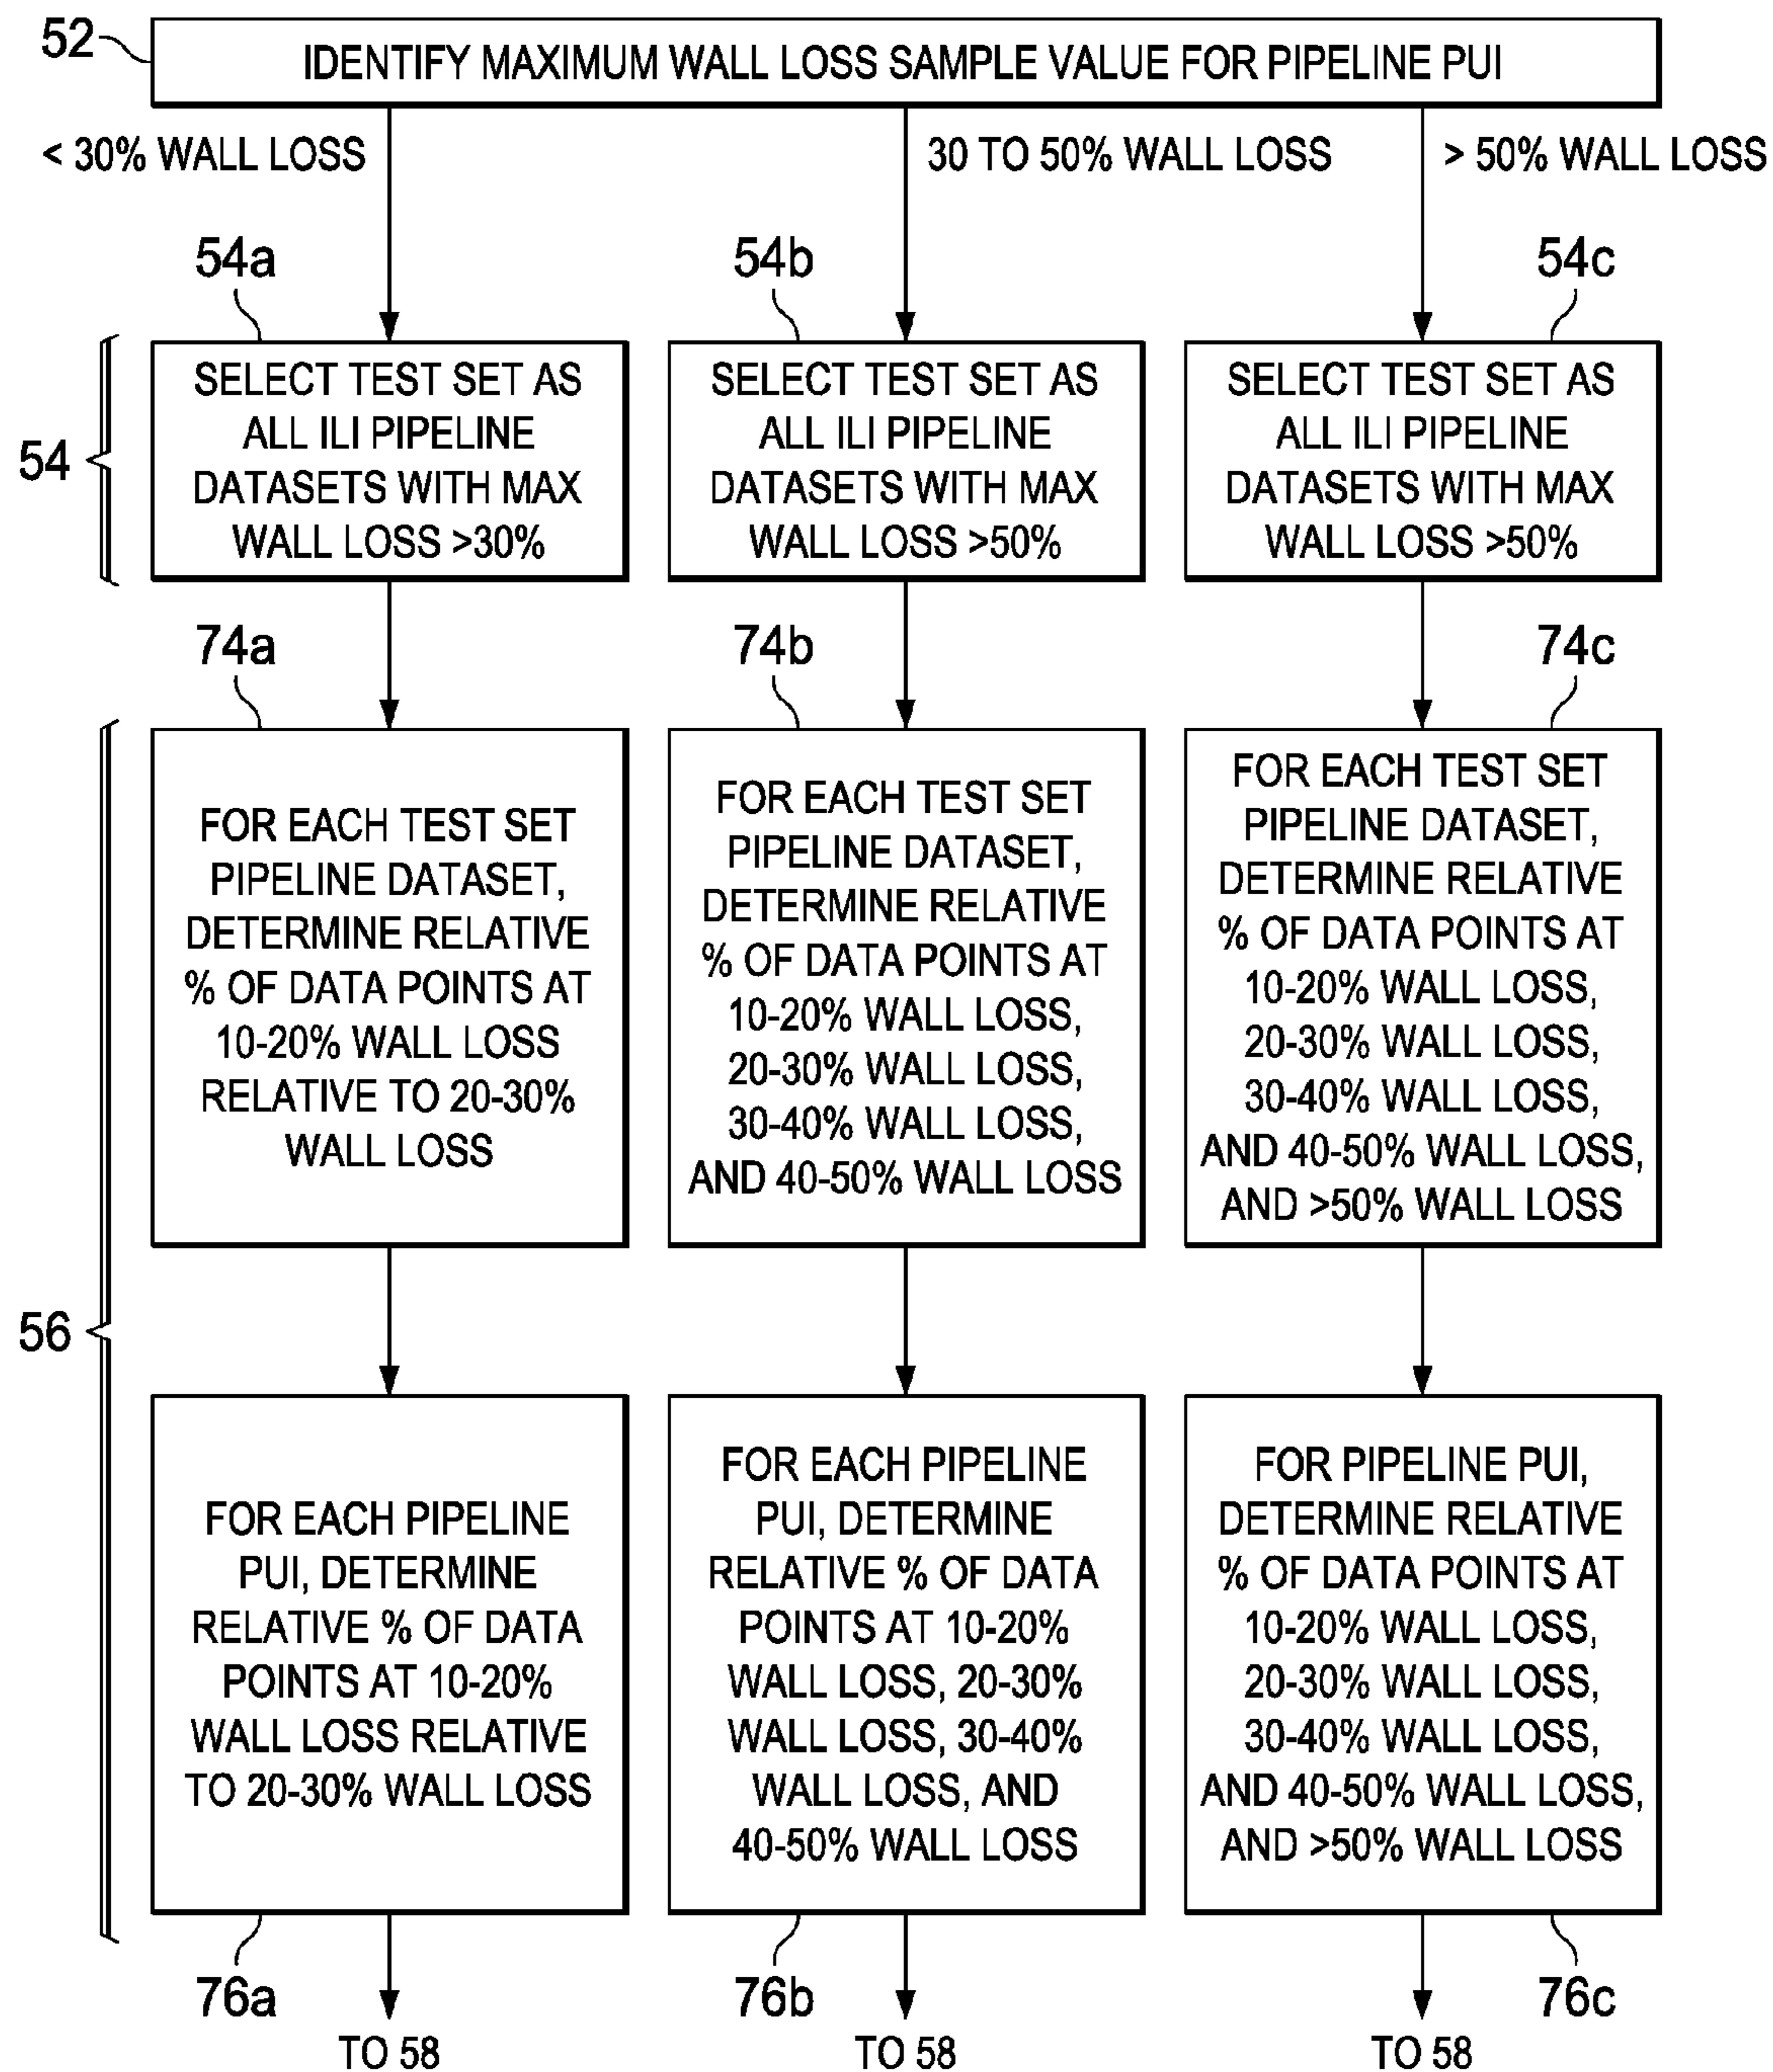 52
IDENTIFY MAXIMUM WALL LOSS SAMPLE VALUE FOR PIPELINE PUI
< 30% WALL LOSS
30 TO 50% WALL LOSS
> 50% WALL LOSS
54
54a
SELECT TEST SET AS
ALL ILI PIPELINE
DATASETS WITH MAX
WALL LOSS >30%
54b
SELECT TEST SET AS
ALL ILI PIPELINE
DATASETS WITH MAX
WALL LOSS >50%
54c
SELECT TEST SET AS
ALL ILI PIPELINE
DATASETS WITH MAX
WALL LOSS >50%
56
74a
FOR EACH TEST SET
PIPELINE DATASET,
DETERMINE RELATIVE
% OF DATA POINTS AT
10-20% WALL LOSS
RELATIVE TO 20-30%
WALL LOSS
74b
FOR EACH TEST SET
PIPELINE DATASET,
DETERMINE RELATIVE
% OF DATA POINTS AT
10-20% WALL LOSS,
20-30% WALL LOSS,
30-40% WALL LOSS,
AND 40-50% WALL LOSS
74c
FOR EACH TEST SET
PIPELINE DATASET,
DETERMINE RELATIVE
% OF DATA POINTS AT
10-20% WALL LOSS,
20-30% WALL LOSS,
30-40% WALL LOSS,
AND 40-50% WALL LOSS,
AND >50% WALL LOSS
FOR EACH PIPELINE
PUI, DETERMINE
RELATIVE % OF DATA
POINTS AT 10-20%
WALL LOSS RELATIVE
TO 20-30% WALL LOSS
76a
TO 58
FOR EACH PIPELINE
PUI, DETERMINE
RELATIVE % OF DATA
POINTS AT 10-20%
WALL LOSS, 20-30%
WALL LOSS, 30-40%
WALL LOSS, AND
40-50% WALL LOSS
76b
TO 58
FOR PIPELINE PUI,
DETERMINE RELATIVE
% OF DATA POINTS AT
10-20% WALL LOSS,
20-30% WALL LOSS,
30-40% WALL LOSS,
AND 40-50% WALL LOSS,
AND >50% WALL LOSS
76c
TO 58